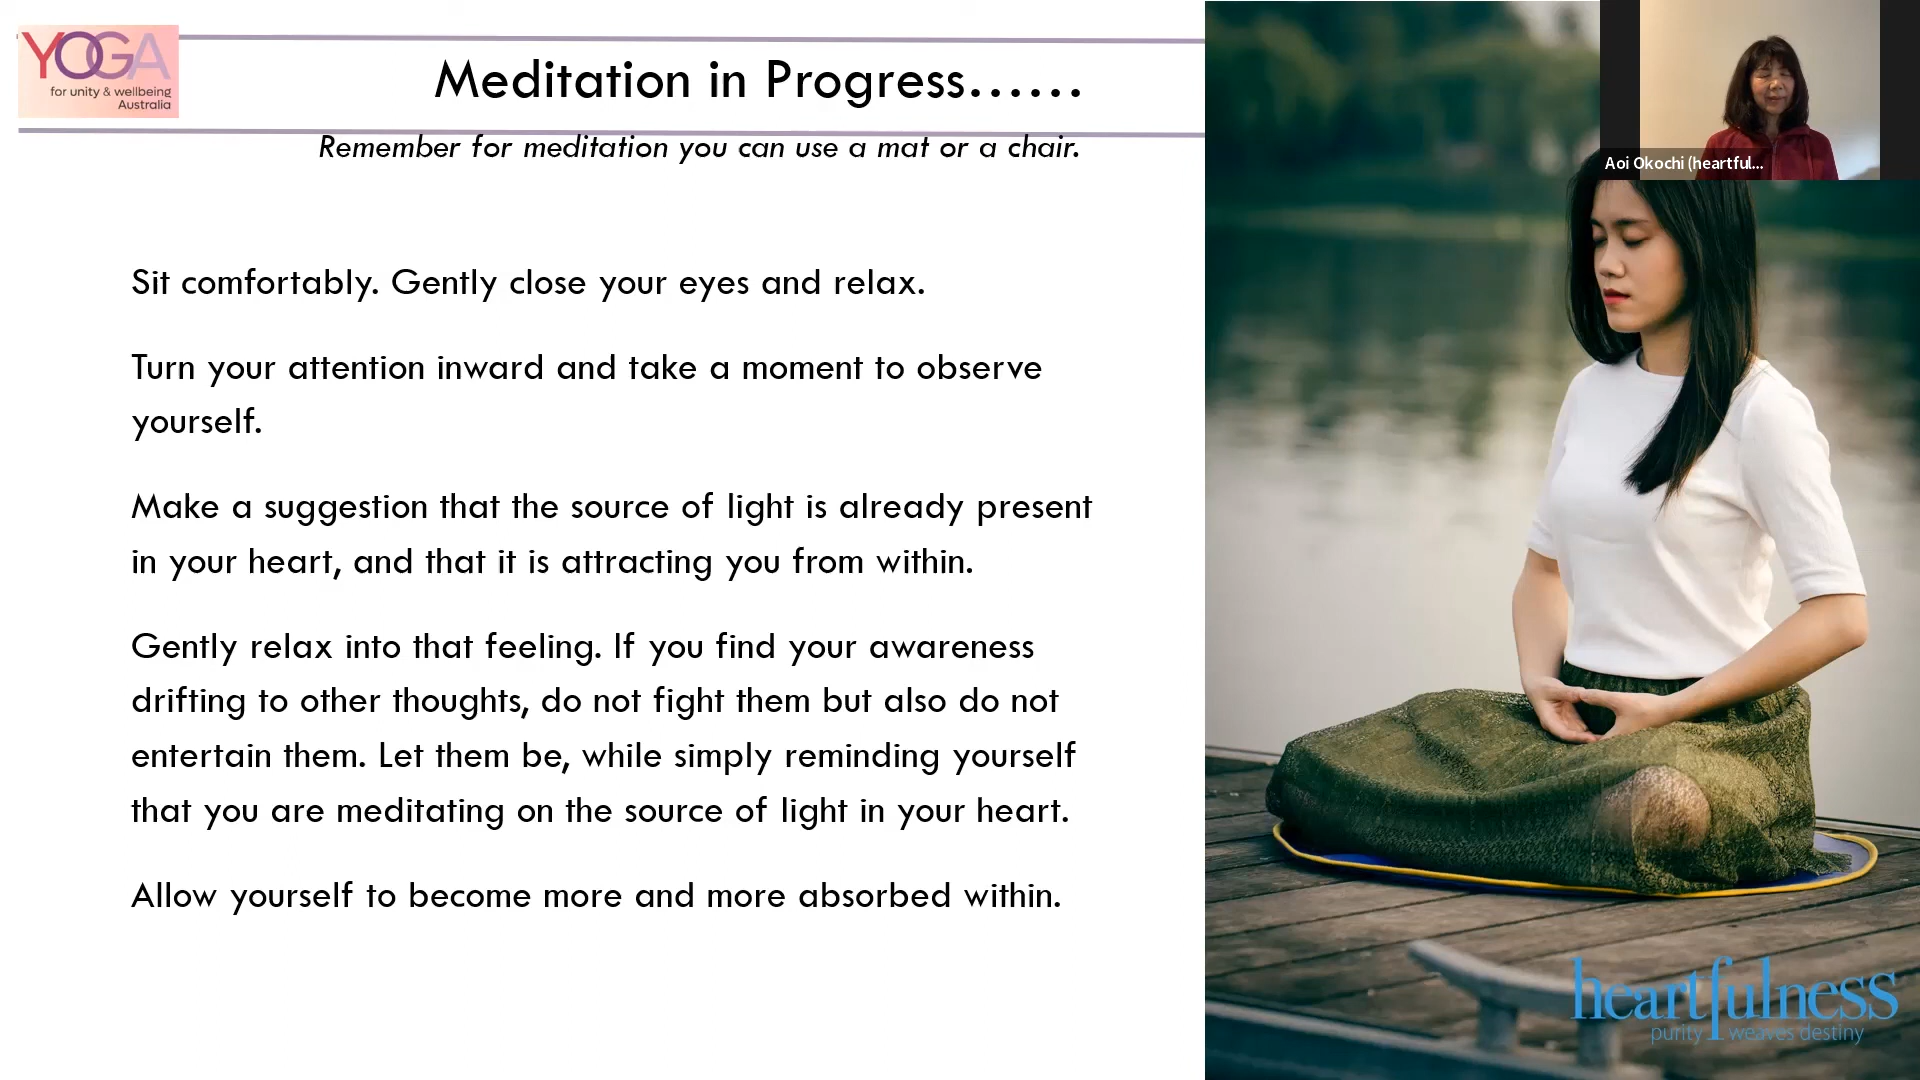 YOGA
for unity & wellbeing
Australia
Meditation in Progress......
Remember for meditation you can use a mat or a chair.
Aoi Okochi (heartful...
Sit comfortably. Gently close your eyes and relax.
Turn your attention inward and take a moment to observe
yourself.
Make a suggestion that the source of light is already present
in your heart, and that it is attracting you from within.
Gently relax into that feeling. If you find your awareness
drifting to other thoughts, do not fight them but also do not
entertain them. Let them be, while simply reminding yourself
that you are meditating on the source of light in your heart.
Allow yourself to become more and more absorbed within.
heartfulness
purity weaves destiny